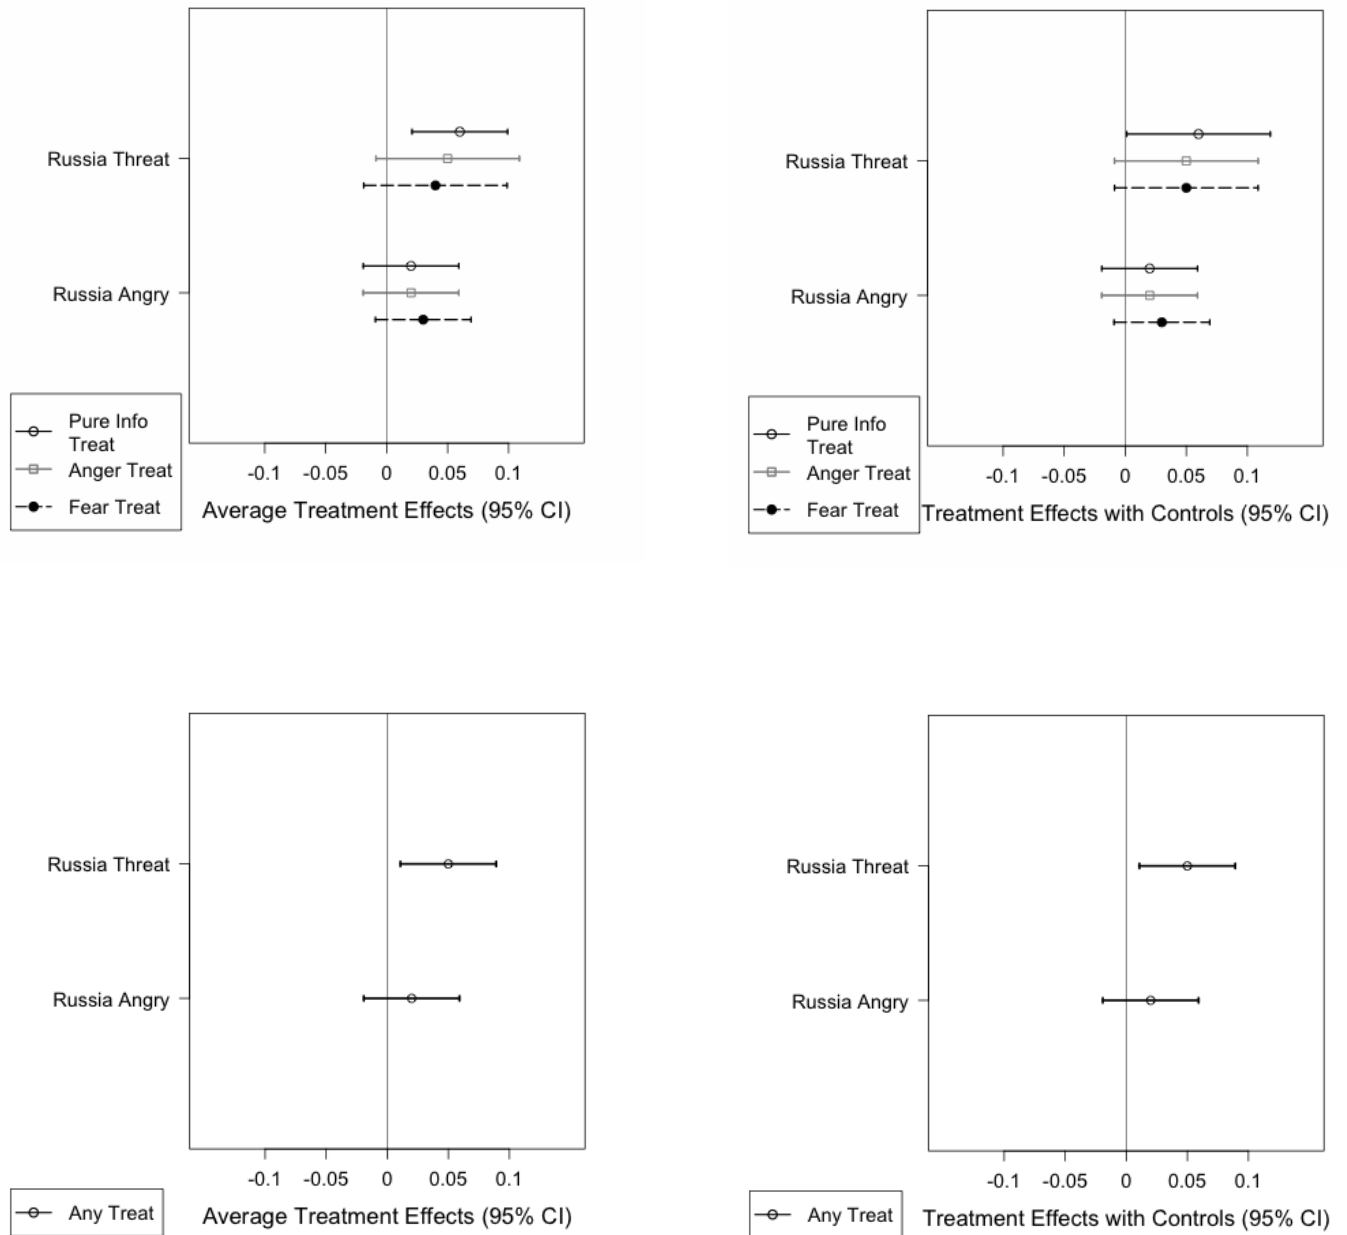 Russia Threat
Russia Angry
Pure Info
Treat
Anger Treat
Fear Treat
-0.1 -0.05 0 0.05 0.1
Average Treatment Effects (95% CI)
Russia Threat
Russia Angry
Pure Info
Treat
Anger Treat
Fear Treat
-0.1 -0.05 0 0.05 0.1
Treatment Effects with Controls (95% CI)
Russia Threat
Russia Angry
-0.1 -0.05 0 0.05 0.1
Any Treat
Average Treatment Effects (95% CI)
Russia Threat
Russia Angry
-0.1 -0.05 0 0.05 0.1
Any Treat
Treatment Effects with Controls (95% CI)